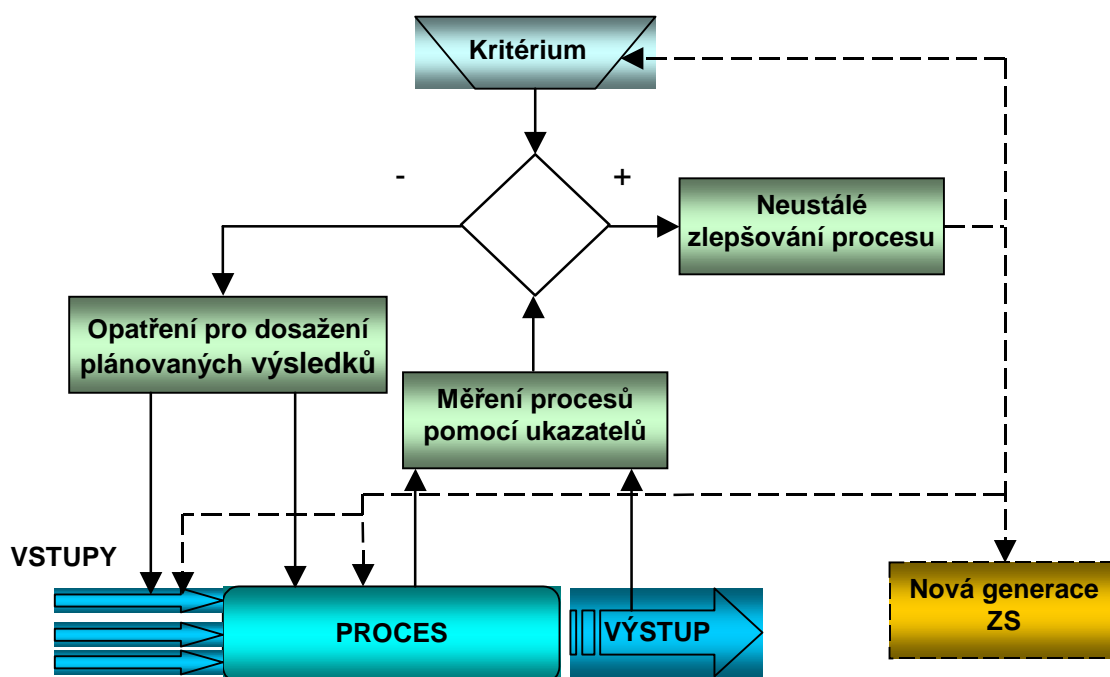 Kritérium
-
+
Neustálé
zlepšování procesu
Opatření pro dosažení
plánovaných výsledků
Měření procesů
pomocí ukazatelů
VSTUPY
PROCES
VÝSTUP
Nová generace
ZS